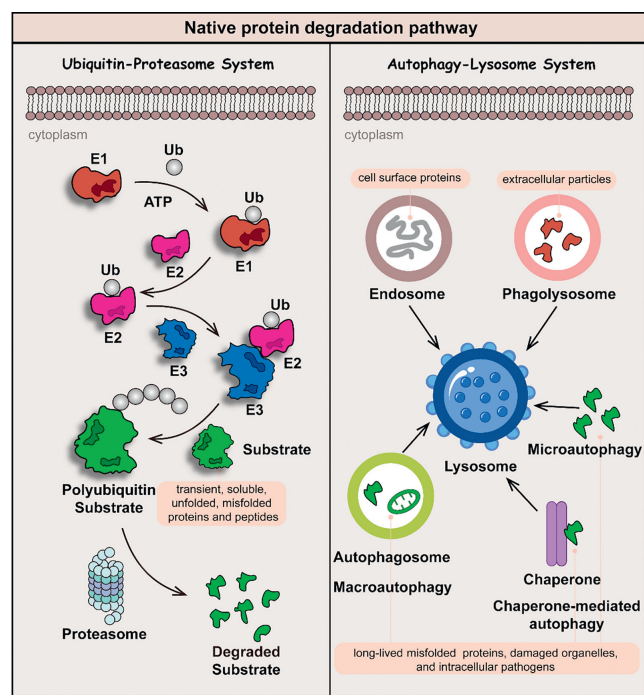 Native protein degradation pathway
Ubiquitin-Proteasome System
cytoplasm
E1
Ub
ATP
Ub
E1
E2
Ub
E2
E3
Ub
E2
E3
Substrate
Polyubiquitin
Substrate
transient, soluble,
unfolded, misfolded
proteins and peptides
Proteasome
Degraded
Substrate
Autophagy-Lysosome System
cytoplasm
cell surface proteins
extracellular particles
Endosome
Phagolysosome
Lysosome
Microautophagy
Autophagosome
Macroautophagy
Chaperone
Chaperone-mediated
autophagy
long-lived misfolded proteins, damaged organelles,
and intracellular pathogens